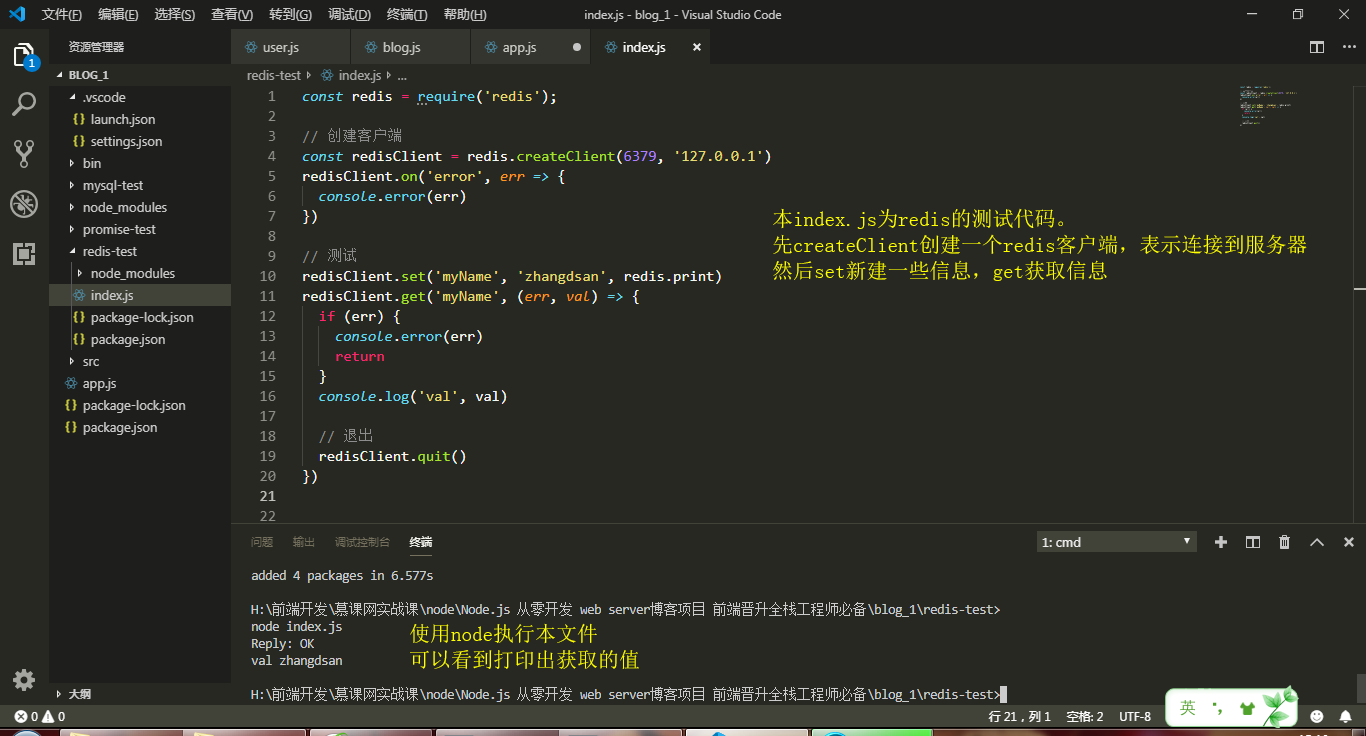 文件(F) 编辑(E) 选择(S) 查看(V) 转到(G) 调试(D) 终端(T) 帮助(H) index.js - blog_1 - Visual Studio Code
资源管理器 user.js blog.js app.js index.js
1
BLOG_1
redis-test index.js ...
.vscode
launch.json
settings.json
bin
mysql-test
node_modules
promise-test
redis-test
node_modules
index.js
package-lock.json
package.json
src
app.js
package-lock.json
package.json
大纲
1 const redis = require('redis');
2
3 // 创建客户端
4 const redisClient = redis.createClient(6379, '127.0.0.1')
5 redisClient.on('error', err => {
6 console.error(err)
7 })
8
9 // 测试
10 redisClient.set('myName', 'zhangdsan', redis.print)
11 redisClient.get('myName', (err, val) => {
12 if (err) {
13 console.error(err)
14 return
15 }
16 console.log('val', val)
17
18 // 退出
19 redisClient.quit()
20 })
21
22
本index.js为redis的测试代码。
先createClient创建一个redis客户端，表示连接到服务器
然后set新建一些信息，get获取信息
问题 输出 调试控制台 终端 1: cmd
added 4 packages in 6.577s
H:\前端开发\慕课网实战课\node\Node.js 从零开发 web server博客项目 前端晋升全栈工程师必备\blog_1\redis-test>
node index.js
Reply: OK
val zhangdsan
使用node执行本文件
可以看到打印出获取的值
H:\前端开发\慕课网实战课\node\Node.js 从零开发 web server博客项目 前端晋升全栈工程师必备\blog_1\redis-test>
0 0 行 21，列 1 空格: 2 UTF-8 英